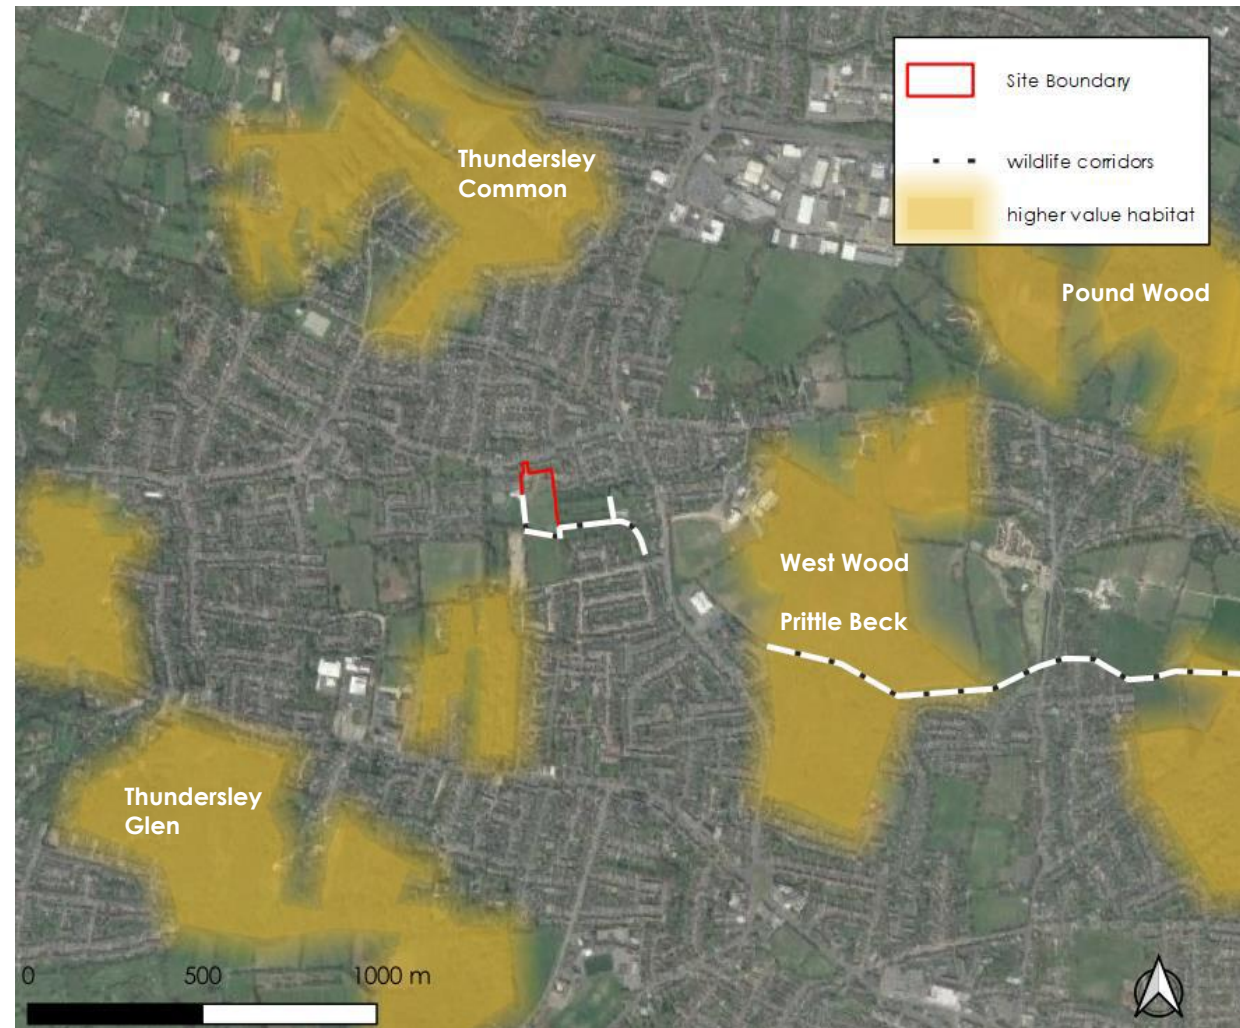 Site Boundary
wildlife corridors
higher value habitat
Thundersley
Common
Pound Wood
West Wood
Prittle Beck
Thundersley
Glen
0 500 1000 m